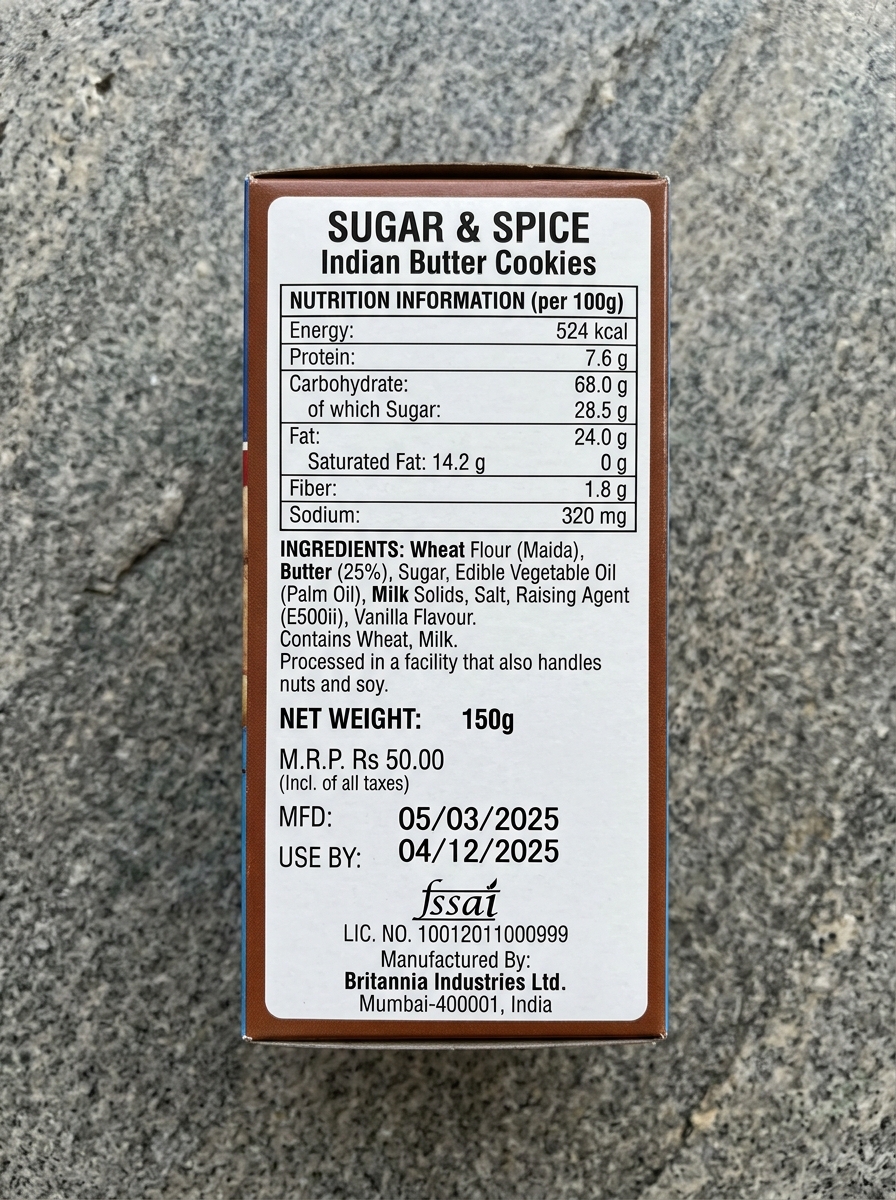 SUGAR & SPICE
Indian Butter Cookies
NUTRITION INFORMATION (per 100g)
Energy: 524 kcal
Protein: 7.6 g
Carbohydrate: 68.0 g
of which Sugar: 28.5 g
Fat: 24.0 g
Saturated Fat: 14.2 g 0 g
Fiber: 1.8 g
Sodium: 320 mg
INGREDIENTS: Wheat Flour (Maida),
Butter (25%), Sugar, Edible Vegetable Oil
(Palm Oil), Milk Solids, Salt, Raising Agent
(E500ii), Vanilla Flavour.
Contains Wheat, Milk.
Processed in a facility that also handles
nuts and soy.
NET WEIGHT: 150g
M.R.P. Rs 50.00
(Incl. of all taxes)
MFD: 05/03/2025
USE BY: 04/12/2025
fssai
LIC. NO. 10012011000999
Manufactured By:
Britannia Industries Ltd.
Mumbai-400001, India